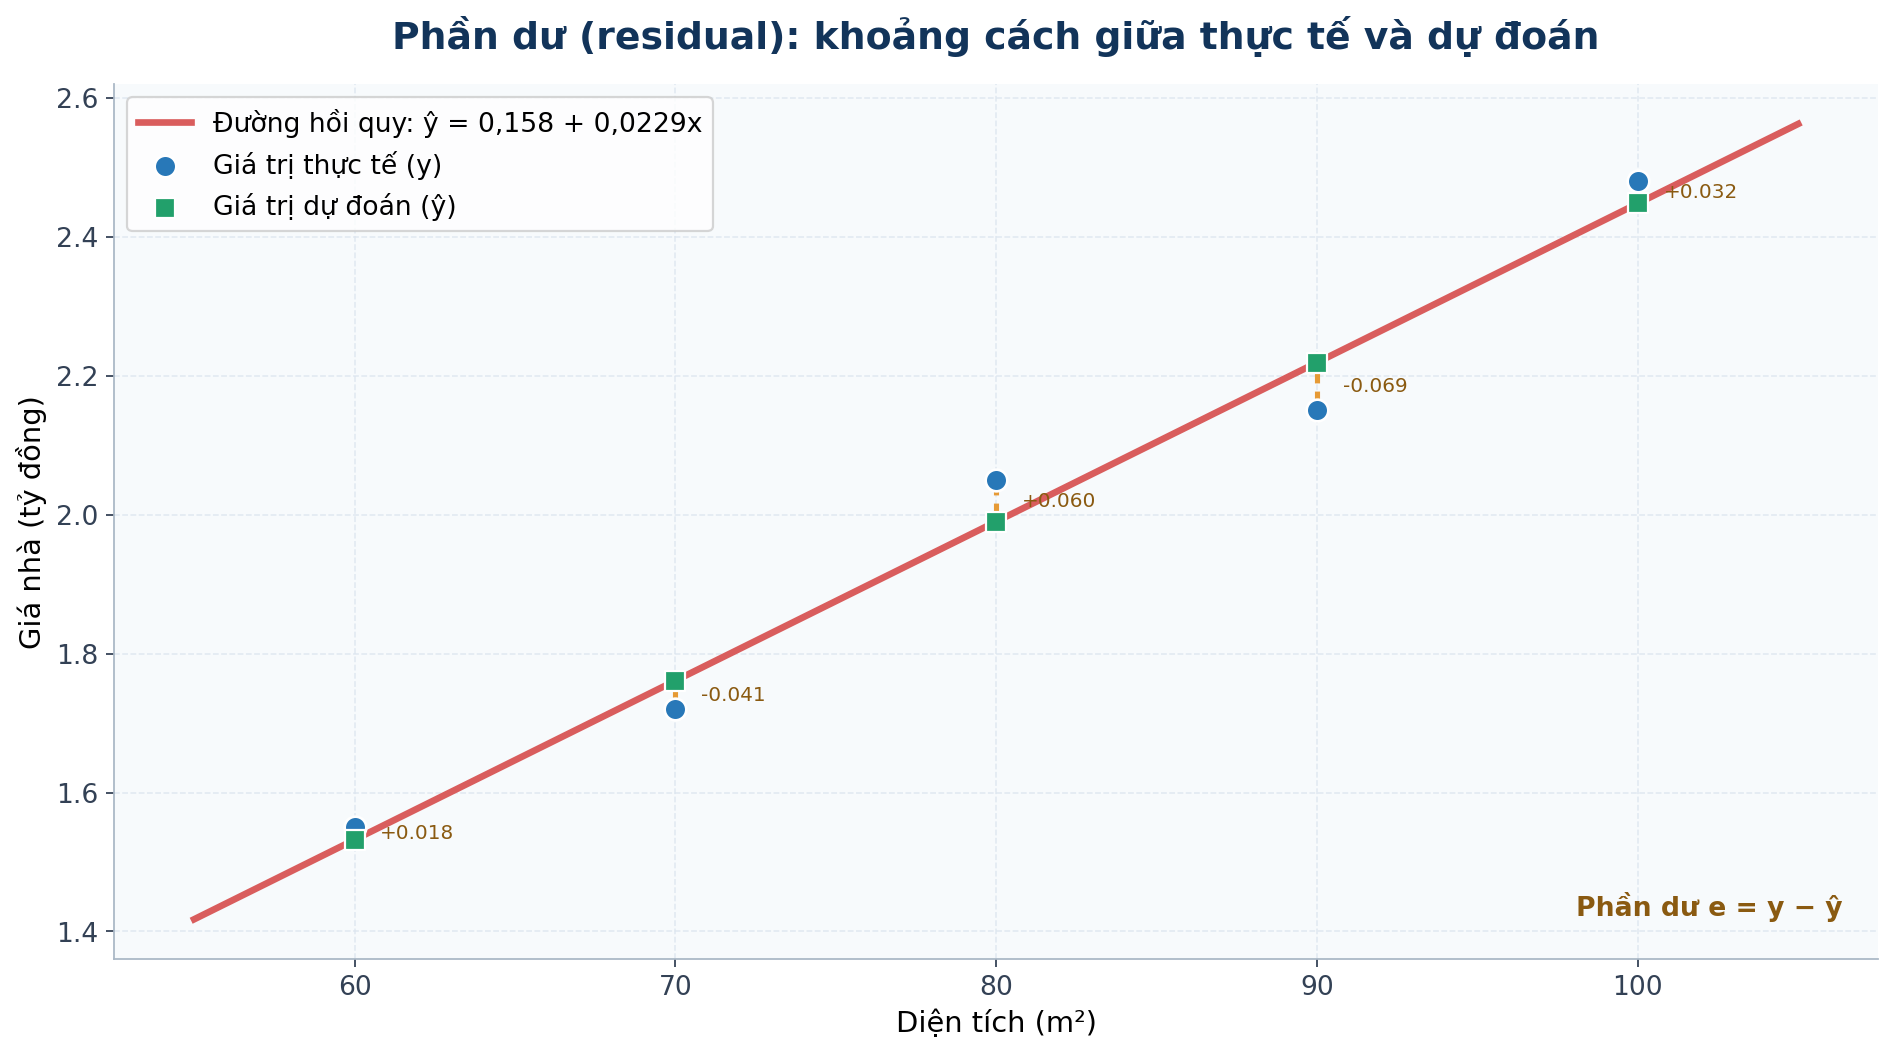 Phần dư (residual): khoảng cách giữa thực tế và dự đoán
Đường hồi quy: ŷ = 0,158 + 0,0229x
Giá trị thực tế (y)
Giá trị dự đoán (ŷ)
Giá nhà (tỷ đồng)
2.6
2.4
2.2
2.0
1.8
1.6
1.4
+0.018
-0.041
+0.060
-0.069
+0.032
Phần dư e = y − ŷ
60 70 80 90 100
Diện tích (m²)